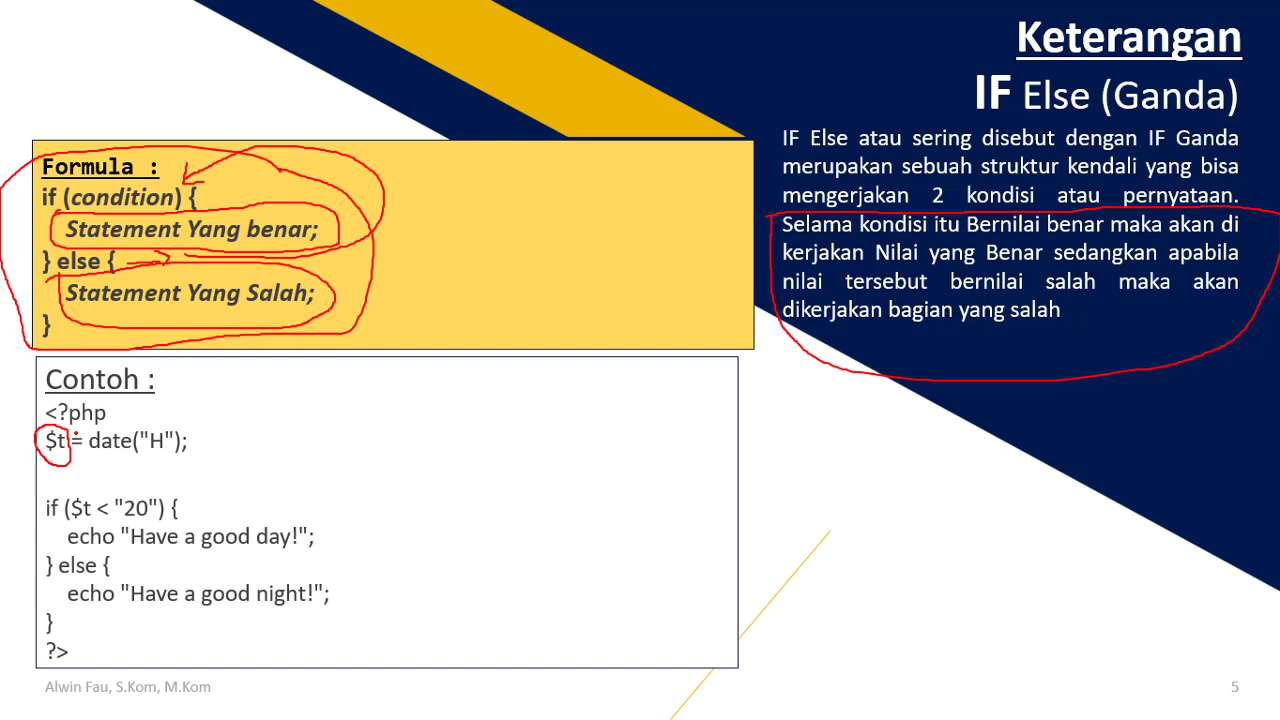 Keterangan
IF Else (Ganda)
IF Else atau sering disebut dengan IF Ganda
merupakan sebuah struktur kendali yang bisa
mengerjakan 2 kondisi atau pernyataan.
Selama kondisi itu Bernilai benar maka akan di
kerjakan Nilai yang Benar sedangkan apabila
nilai tersebut bernilai salah maka akan
dikerjakan bagian yang salah
Formula :
if (condition) {
Statement Yang benar;
} else {
Statement Yang Salah;
}
Contoh :
<?php
$t = date("H");
if ($t < "20") {
echo "Have a good day!";
} else {
echo "Have a good night!";
}
?>
Alwin Fau, S.Kom, M.Kom
5